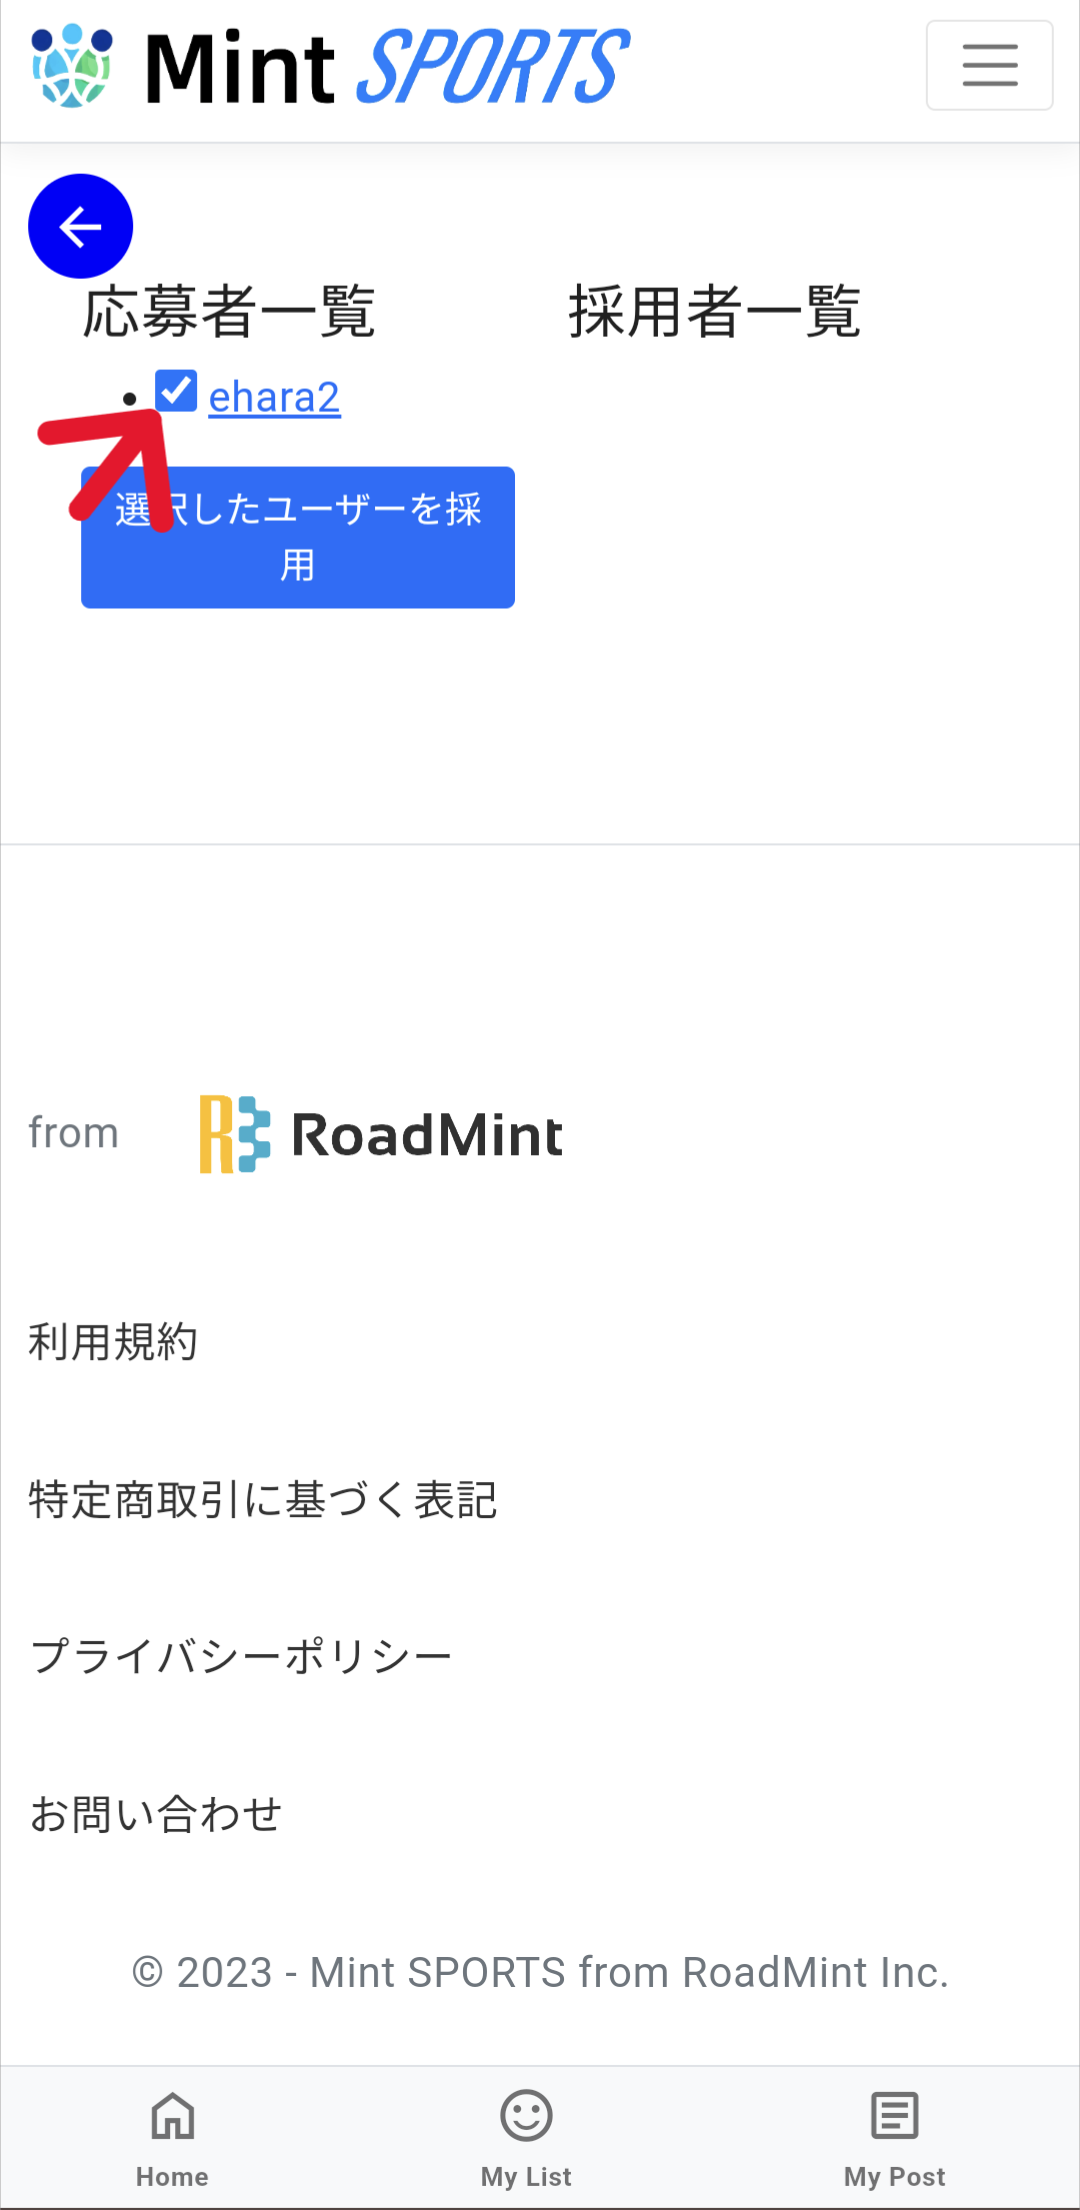 Mint SPORTS
応募者一覧
採用者一覧
ehara2
選択したユーザーを採
用
from RoadMint
利用規約
特定商取引に基づく表記
プライバシーポリシー
お問い合わせ
© 2023 - Mint SPORTS from RoadMint Inc.
Home
My List
My Post